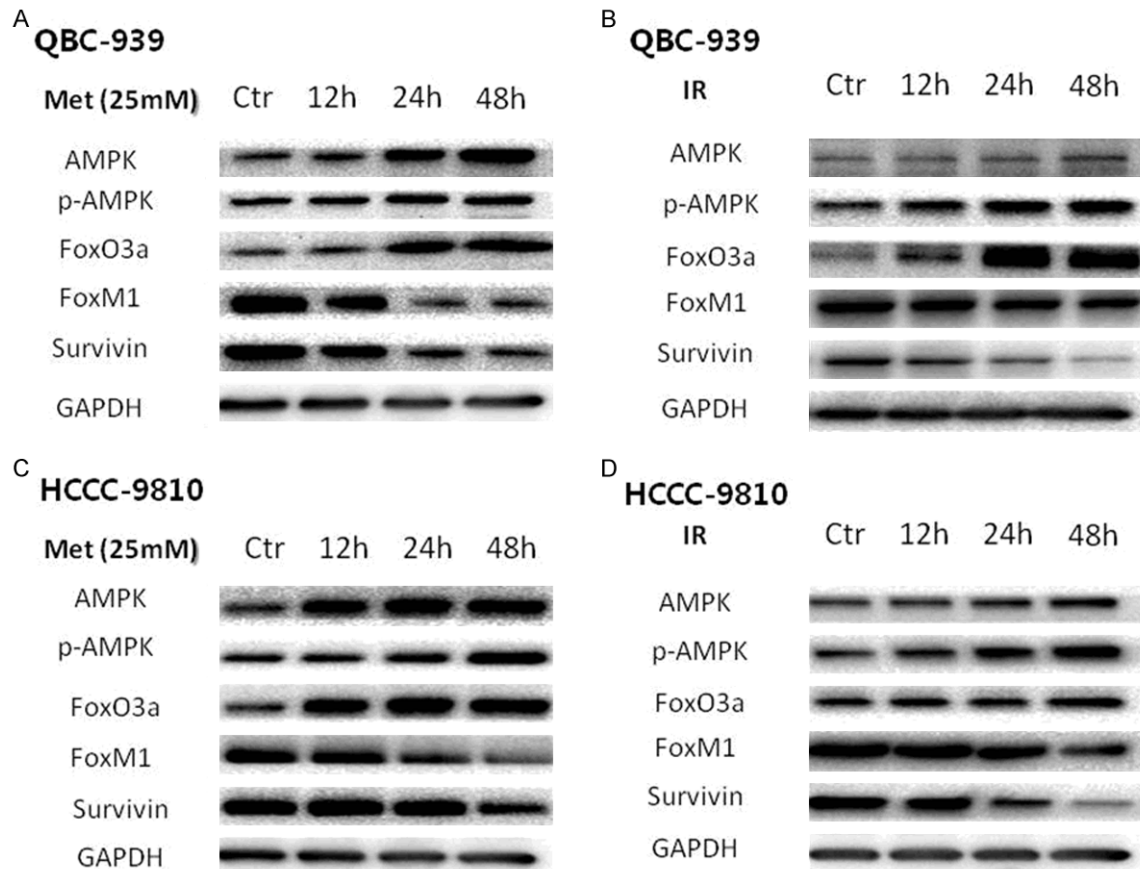 A
QBC-939
Met (25mM) Ctr 12h 24h 48h
AMPK
p-AMPK
FoxO3a
FoxM1
Survivin
GAPDH
B
QBC-939
IR Ctr 12h 24h 48h
AMPK
p-AMPK
FoxO3a
FoxM1
Survivin
GAPDH
C
HCCC-9810
Met (25mM) Ctr 12h 24h 48h
AMPK
p-AMPK
FoxO3a
FoxM1
Survivin
GAPDH
D
HCCC-9810
IR Ctr 12h 24h 48h
AMPK
p-AMPK
FoxO3a
FoxM1
Survivin
GAPDH